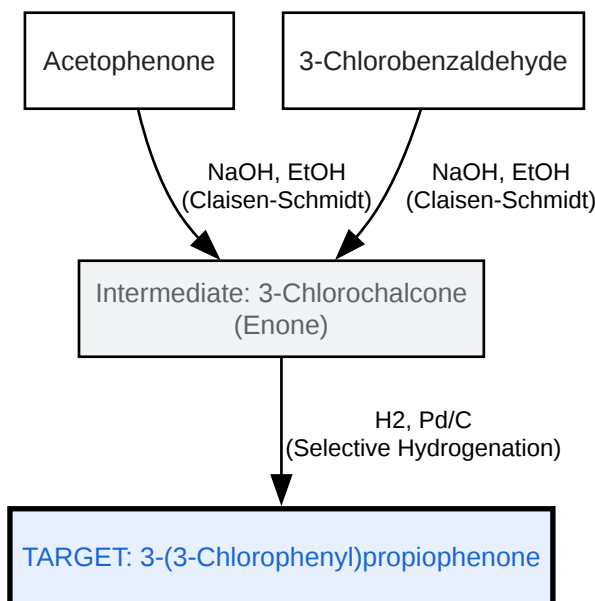 Acetophenone
3-Chlorobenzaldehyde
NaOH, EtOH
(Claisen-Schmidt)
NaOH, EtOH
(Claisen-Schmidt)
Intermediate: 3-Chlorochalcone
(Enone)
H2, Pd/C
(Selective Hydrogenation)
TARGET: 3-(3-Chlorophenyl)propiophenone